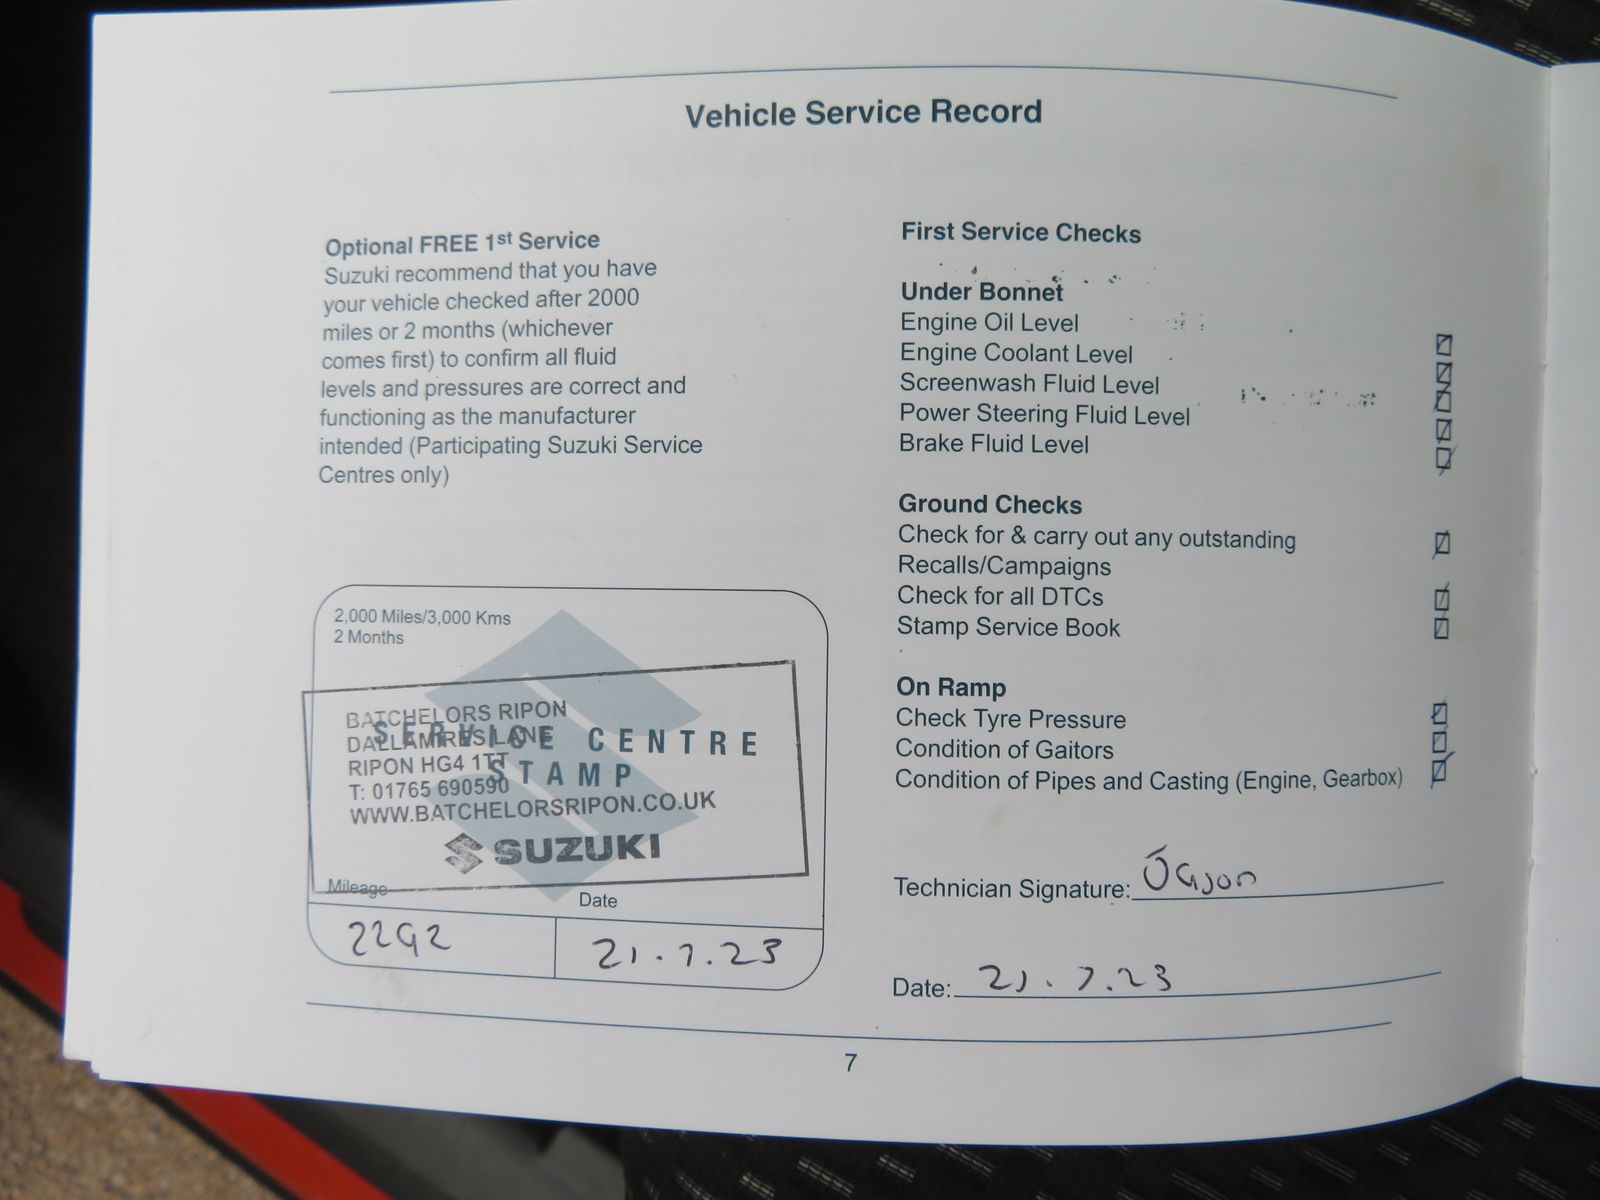 Vehicle Service Record
Optional FREE 1st Service
Suzuki recommend that you have
your vehicle checked after 2000
miles or 2 months (whichever
comes first) to confirm all fluid
levels and pressures are correct and
functioning as the manufacturer
intended (Participating Suzuki Service
Centres only)
2,000 Miles/3,000 Kms
2 Months
SERVICE CENTRE
STAMP
BATCHELORS RIPON
DALLAMIRES LANE
RIPON HG4 1TT
T: 01765 690590
WWW.BATCHELORSRIPON.CO.UK
SUZUKI
Mileage
Date
2292
21.7.23
First Service Checks
Under Bonnet
Engine Oil Level
Engine Coolant Level
Screenwash Fluid Level
Power Steering Fluid Level
Brake Fluid Level
Ground Checks
Check for & carry out any outstanding
Recalls/Campaigns
Check for all DTCs
Stamp Service Book
On Ramp
Check Tyre Pressure
Condition of Gaitors
Condition of Pipes and Casting (Engine, Gearbox)
Technician Signature:
Date: 21.7.23
7